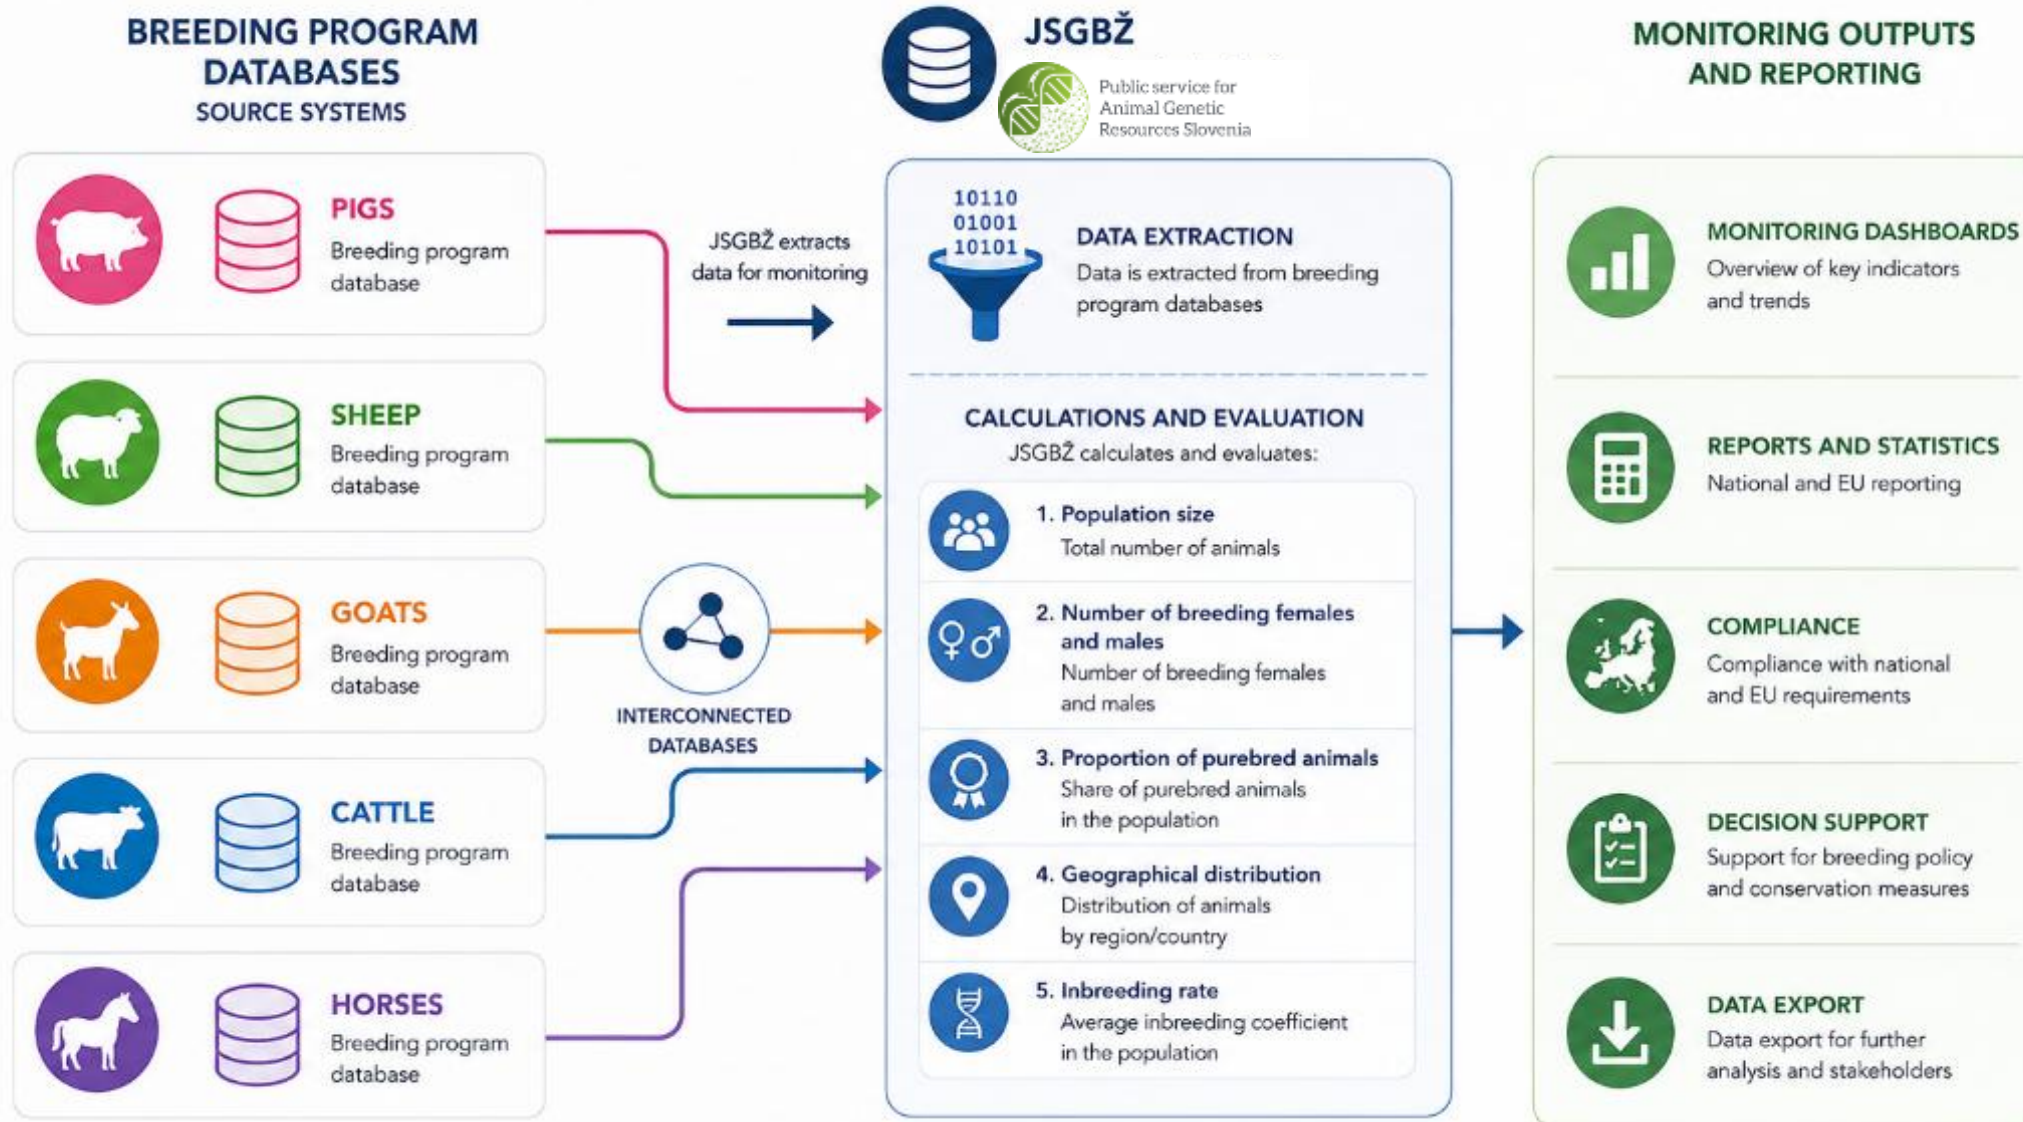 BREEDING PROGRAM
DATABASES
SOURCE SYSTEMS
PIGS
Breeding program
database
SHEEP
Breeding program
database
GOATS
Breeding program
database
CATTLE
Breeding program
database
HORSES
Breeding program
database
JSGBŽ extracts
data for monitoring
INTERCONNECTED
DATABASES
JSGBŽ
Public service for
Animal Genetic
Resources Slovenia
10110
01001
10101
DATA EXTRACTION
Data is extracted from breeding
program databases
CALCULATIONS AND EVALUATION
JSGBŽ calculates and evaluates:
1. Population size
Total number of animals
2. Number of breeding females
and males
Number of breeding females
and males
3. Proportion of purebred animals
Share of purebred animals
in the population
4. Geographical distribution
Distribution of animals
by region/country
5. Inbreeding rate
Average inbreeding coefficient
in the population
MONITORING OUTPUTS
AND REPORTING
MONITORING DASHBOARDS
Overview of key indicators
and trends
REPORTS AND STATISTICS
National and EU reporting
COMPLIANCE
Compliance with national
and EU requirements
DECISION SUPPORT
Support for breeding policy
and conservation measures
DATA EXPORT
Data export for further
analysis and stakeholders